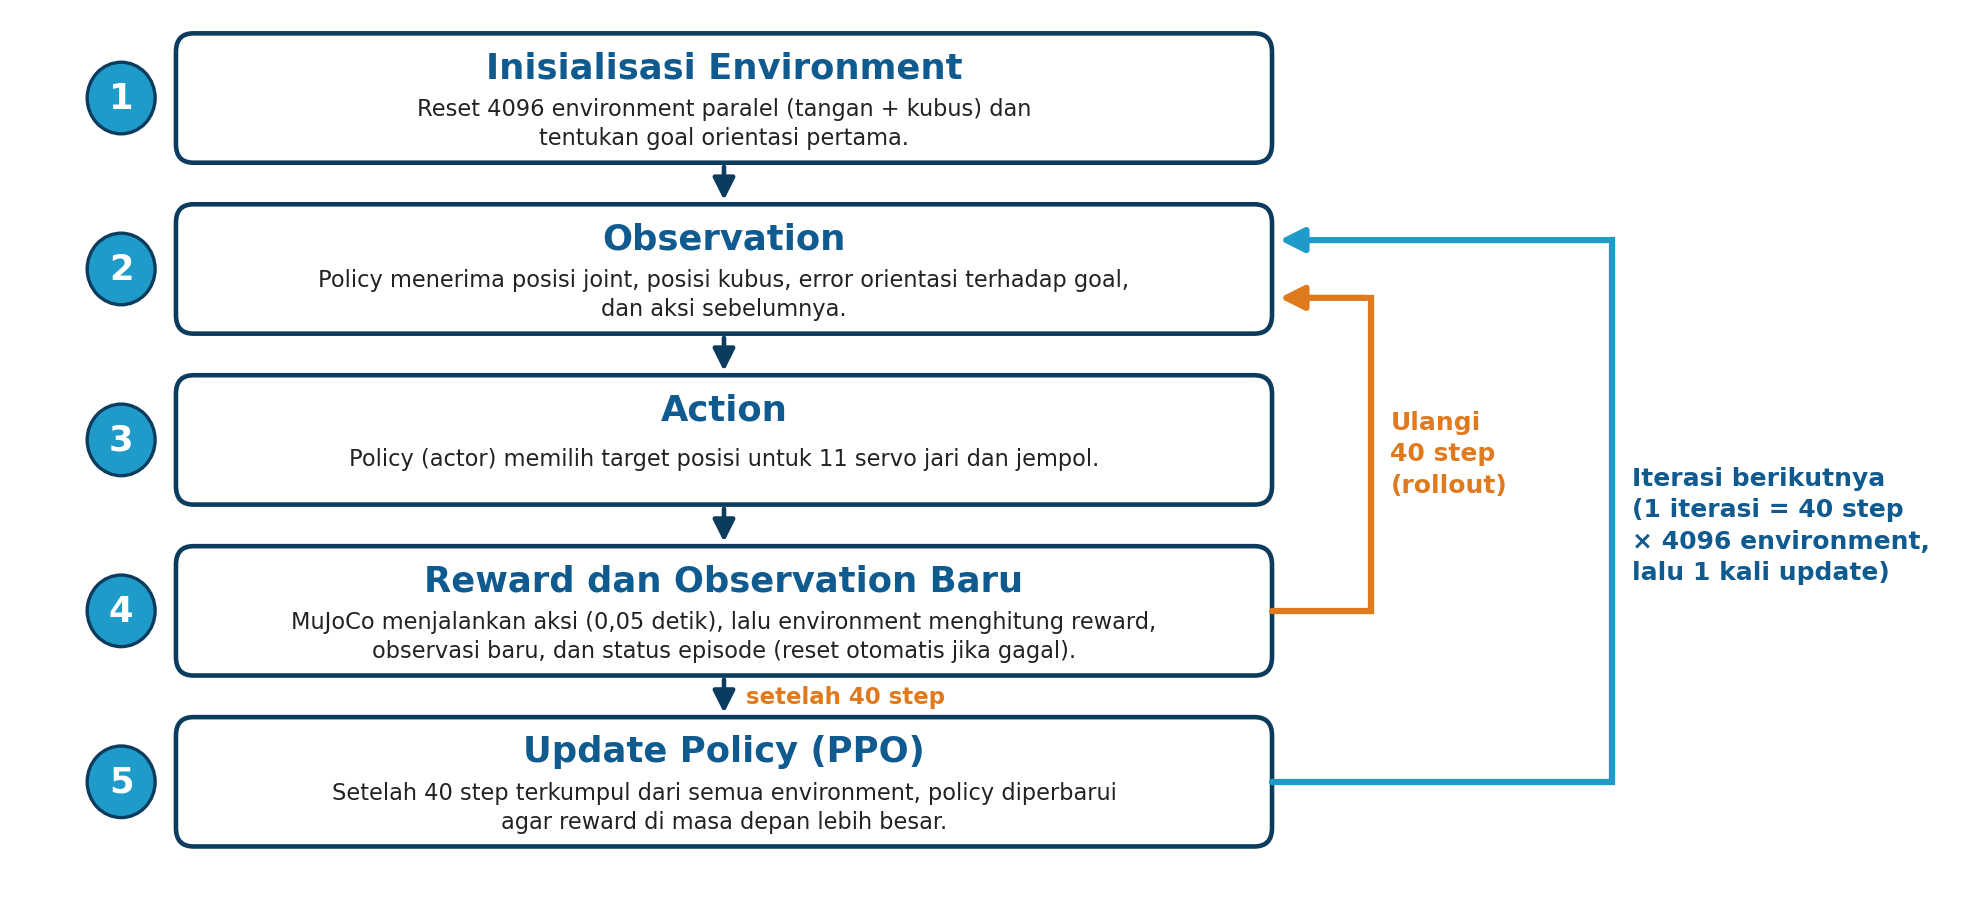 1
Inisialisasi Environment
Reset 4096 environment paralel (tangan + kubus) dan
tentukan goal orientasi pertama.
2
Observation
Policy menerima posisi joint, posisi kubus, error orientasi terhadap goal,
dan aksi sebelumnya.
3
Action
Policy (actor) memilih target posisi untuk 11 servo jari dan jempol.
4
Reward dan Observation Baru
MuJoCo menjalankan aksi (0,05 detik), lalu environment menghitung reward,
observasi baru, dan status episode (reset otomatis jika gagal).
setelah 40 step
5
Update Policy (PPO)
Setelah 40 step terkumpul dari semua environment, policy diperbarui
agar reward di masa depan lebih besar.
Ulangi
40 step
(rollout)
Iterasi berikutnya
(1 iterasi = 40 step
× 4096 environment,
lalu 1 kali update)